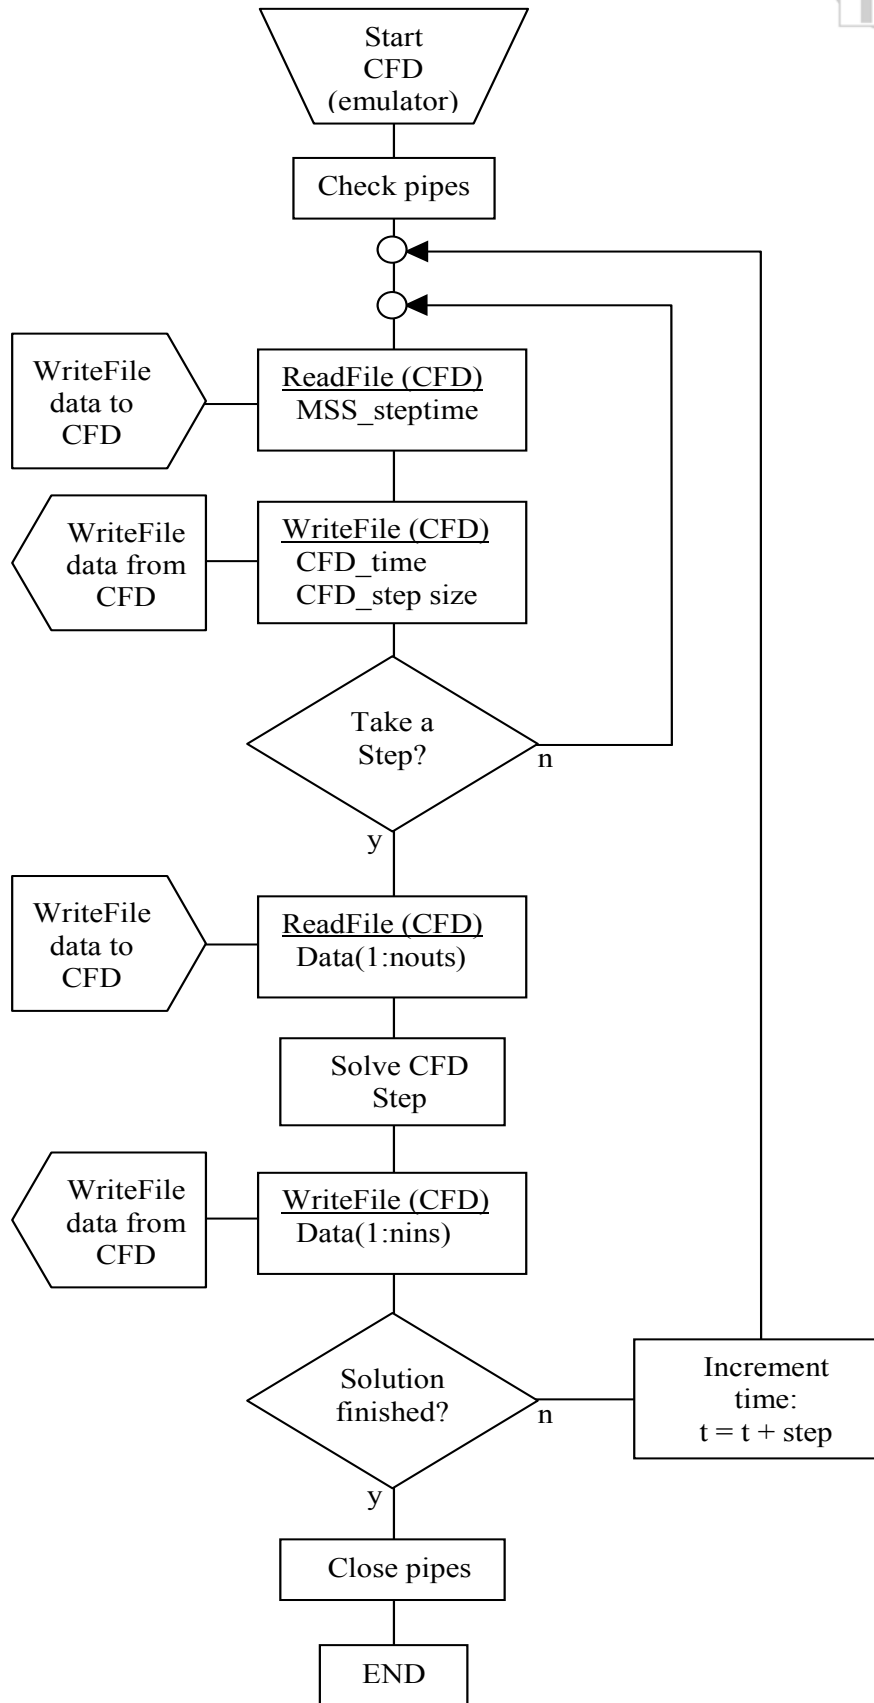 Start
CFD
(emulator)
Check pipes
WriteFile
data to
CFD
ReadFile (CFD)
MSS_steptime
WriteFile
data from
CFD
WriteFile (CFD)
CFD_time
CFD_step size
Take a
Step?
n
y
WriteFile
data to
CFD
ReadFile (CFD)
Data(1:nouts)
Solve CFD
Step
WriteFile
data from
CFD
WriteFile (CFD)
Data(1:nins)
Solution
finished?
n
Increment
time:
t = t + step
y
Close pipes
END